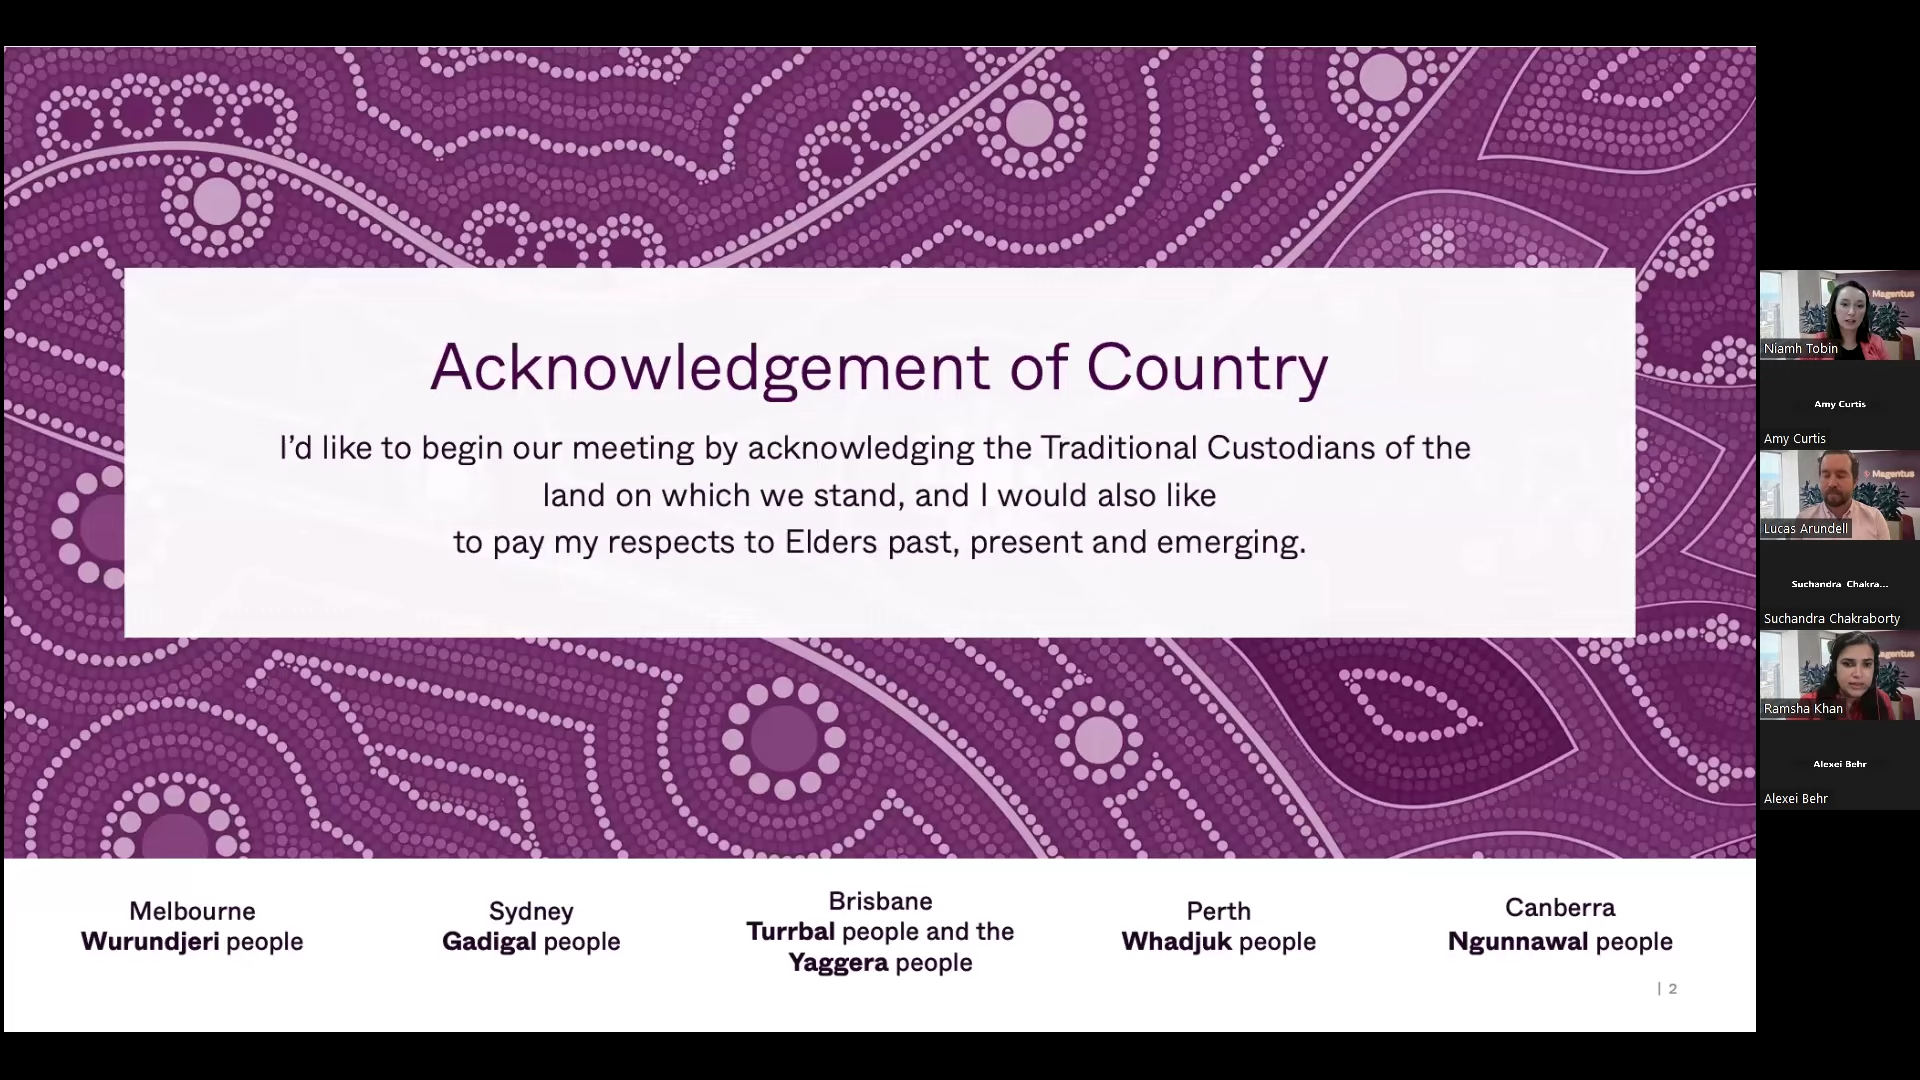 Acknowledgement of Country
I’d like to begin our meeting by acknowledging the Traditional Custodians of the
land on which we stand, and I would also like
to pay my respects to Elders past, present and emerging.
Melbourne
Wurundjeri people
Sydney
Gadigal people
Brisbane
Turrbal people and the
Yaggera people
Perth
Whadjuk people
Canberra
Ngunnawal people
| 2
Magentus
Niamh Tobin
Amy Curtis
Amy Curtis
Magentus
Lucas Arundell
Suchandra Chakra...
Suchandra Chakraborty
agentus
Ramsha Khan
Alexei Behr
Alexei Behr